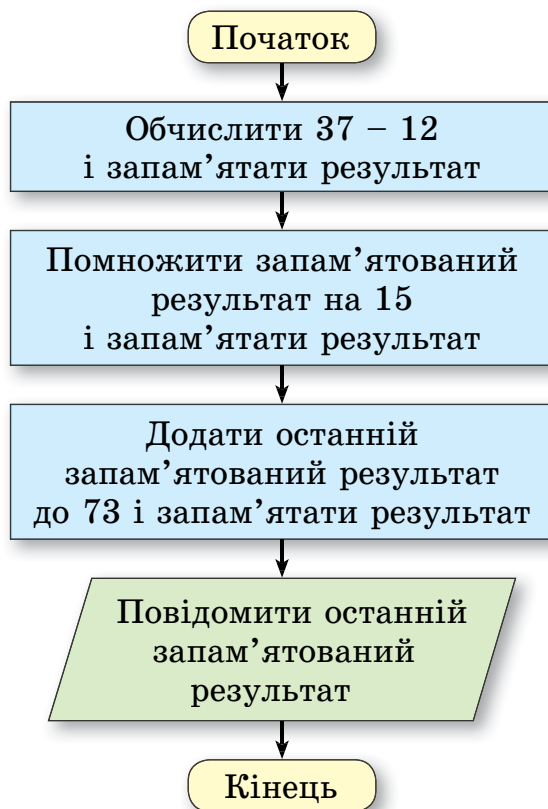 Початок
Обчислити 37 – 12
і запам’ятати результат
Помножити запам’ятований
результат на 15
і запам’ятати результат
Додати останній
запам’ятований результат
до 73 і запам’ятати результат
Повідомити останній
запам’ятований
результат
Кінець